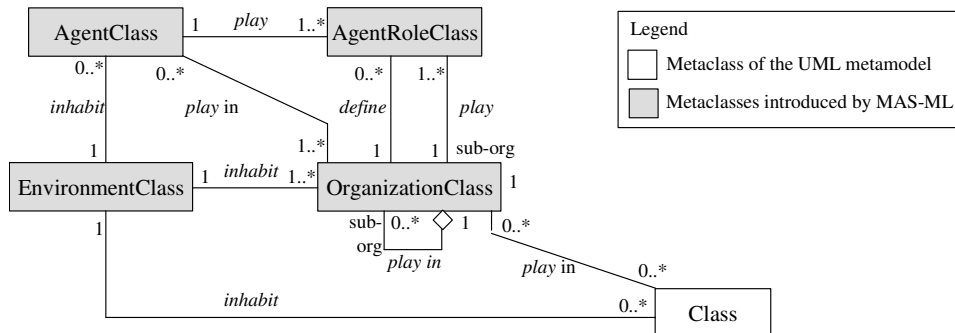 AgentClass
1
play
1..*
AgentRoleClass
Legend
Metaclass of the UML metamodel
Metaclasses introduced by MAS-ML
0..*
0..*
0..*
1..*
inhabit
play in
define
play
1
1..*
1
1
sub-org
EnvironmentClass
1
inhabit
1..*
OrganizationClass
1
1
sub-
org
0..*
1
0..*
play in
play in
0..*
inhabit
0..*
Class